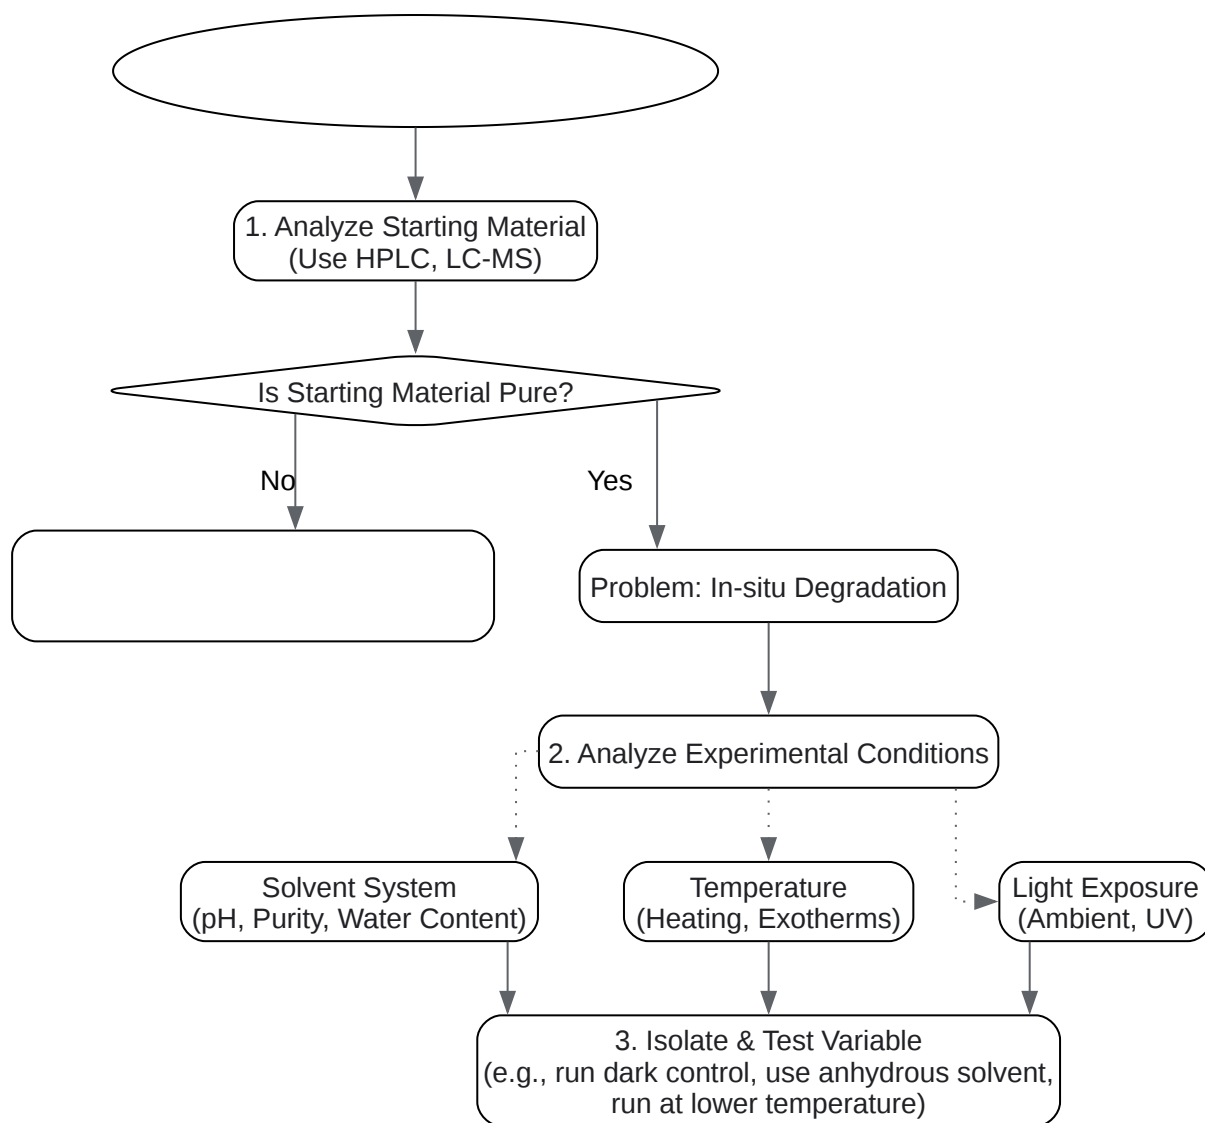 1. Analyze Starting Material
(Use HPLC, LC-MS)
Is Starting Material Pure?
No
Yes
Problem: In-situ Degradation
2. Analyze Experimental Conditions
Solvent System
(pH, Purity, Water Content)
Temperature
(Heating, Exotherms)
Light Exposure
(Ambient, UV)
3. Isolate & Test Variable
(e.g., run dark control, use anhydrous solvent,
run at lower temperature)